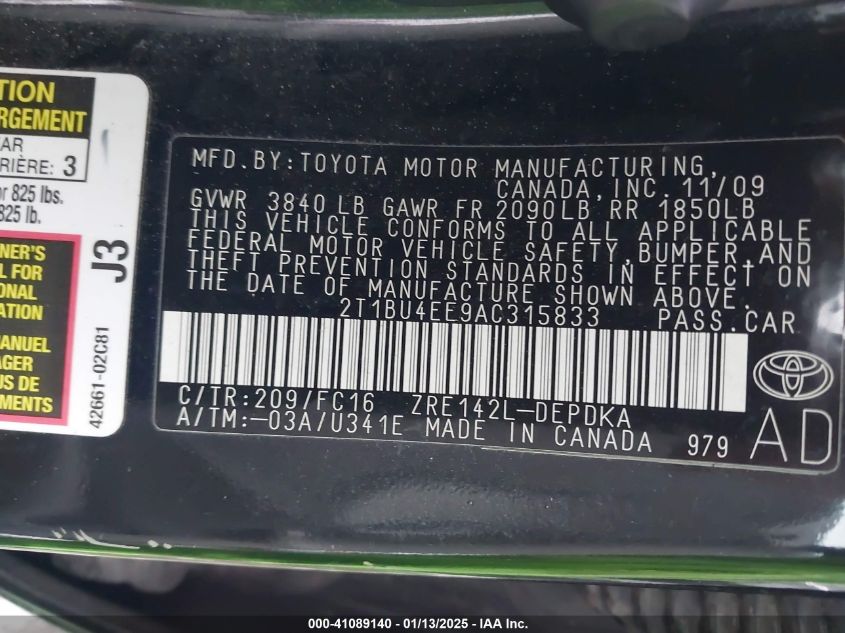 TION
RGEMENT
AR
RIÈRE: 3
or 825 lbs.
825 lb.
NER'S
L FOR
ONAL
ATION
MANUEL
AGER
US DE
EMENTS
J3
42661-02C81
MFD.BY:TOYOTA MOTOR MANUFACTURING,
CANADA,INC. 11/09
GVWR 3840 LB GAWR FR 2090LB RR 1850LB
THIS VEHICLE CONFORMS TO ALL APPLICABLE
FEDERAL MOTOR VEHICLE SAFETY,BUMPER,AND
THEFT PREVENTION STANDARDS IN EFFECT ON
THE DATE OF MANUFACTURE SHOWN ABOVE.
2T1BU4EE9AC315833 PASS.CAR
C/TR:209/FC16 ZRE142L-DEPDKA
A/TM:-03A/U341E MADE IN CANADA 979
AD
000-41089140 - 01/13/2025 - IAA Inc.